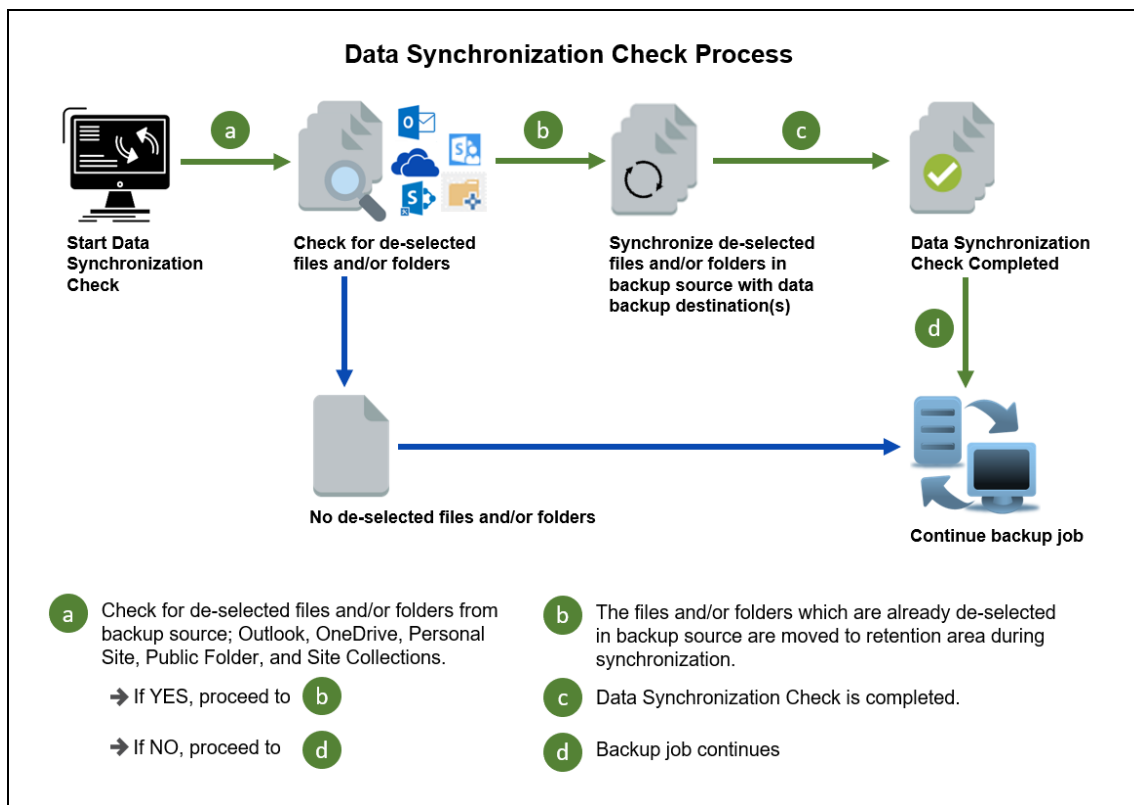 Data Synchronization Check Process
a
b
c
Start Data
Synchronization
Check
Check for de-selected
files and/or folders
Synchronize de-selected
files and/or folders in
backup source with data
backup destination(s)
Data Synchronization
Check Completed
d
No de-selected files and/or folders
Continue backup job
a Check for de-selected files and/or folders from
backup source; Outlook, OneDrive, Personal
Site, Public Folder, and Site Collections.
➔ If YES, proceed to b
➔ If NO, proceed to d
b The files and/or folders which are already de-selected
in backup source are moved to retention area during
synchronization.
c Data Synchronization Check is completed.
d Backup job continues